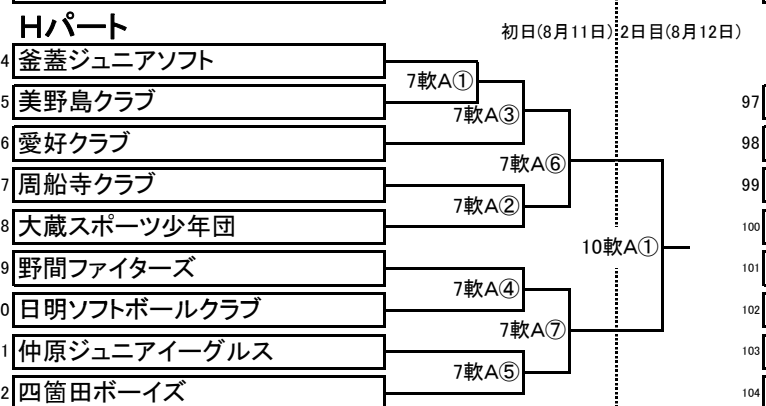 Hパート
初日(8月11日) 2日目(8月12日)
4 釜蓋ジュニアソフト
7軟A①
5 美野島クラブ
97
7軟A③
6 愛好クラブ
98
7軟A⑥
7 周船寺クラブ
99
7軟A②
8 大蔵スポーツ少年団
100
10軟A①
9 野間ファイターズ
101
7軟A④
0 日明ソフトボールクラブ
102
7軟A⑦
1 仲原ジュニアイーグルス
103
7軟A⑤
2 四箇田ボーイズ
104